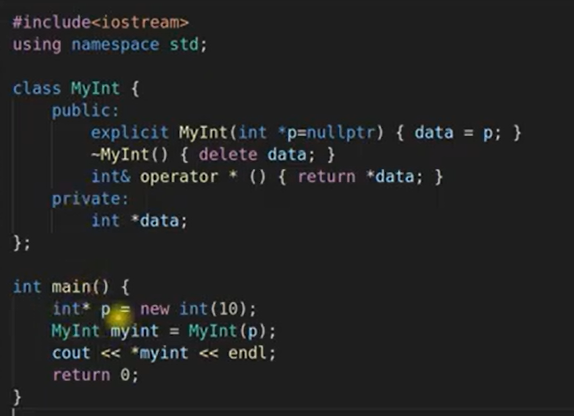 #include<iostream>
using namespace std;
class MyInt {
public:
explicit MyInt(int *p=nullptr) { data = p; }
~MyInt() { delete data; }
int& operator * () { return *data; }
private:
int *data;
};
int main() {
int* p = new int(10);
MyInt myint = MyInt(p);
cout << *myint << endl;
return 0;
}